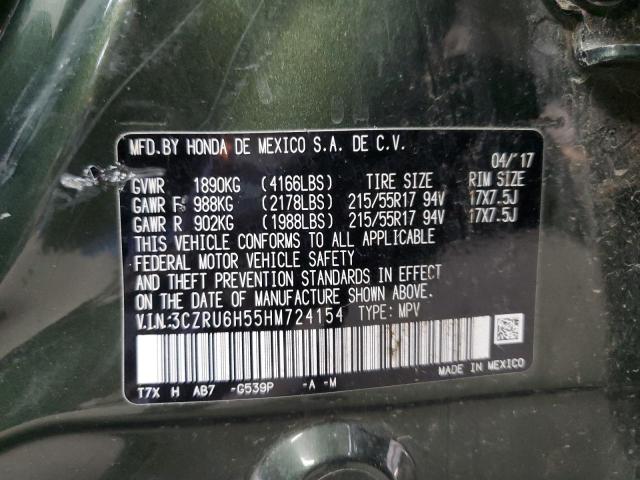 MFD.BY HONDA DE MEXICO S.A. DE C.V.
04/'17
GVWR 1890KG (4166LBS) TIRE SIZE RIM SIZE
GAWR F 988KG (2178LBS) 215/55R17 94V 17X7.5J
GAWR R 902KG (1988LBS) 215/55R17 94V 17X7.5J
THIS VEHICLE CONFORMS TO ALL APPLICABLE
FEDERAL MOTOR VEHICLE SAFETY
AND THEFT PREVENTION STANDARDS IN EFFECT
ON THE DATE OF MANUFACTURE SHOWN ABOVE.
V.I.N:3CZRU6H55HM724154 TYPE: MPV
MADE IN MEXICO
T7X H AB7 -G539P -A -M